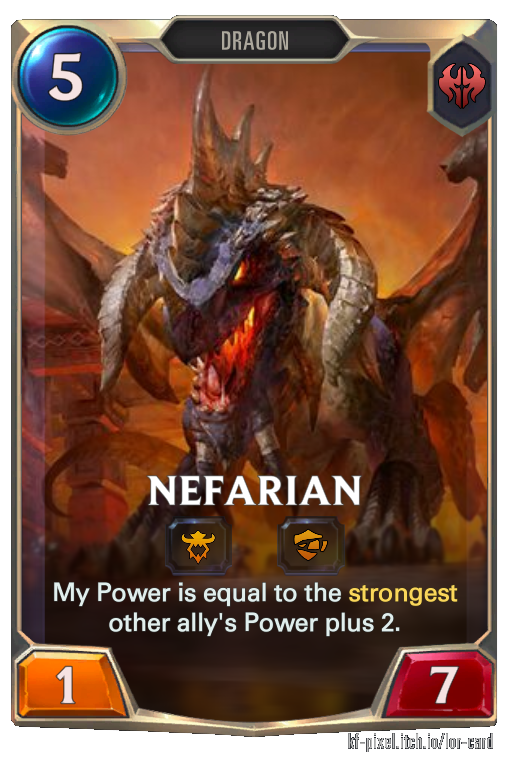 DRAGON
5
NEFARIAN
My Power is equal to the strongest
other ally's Power plus 2.
1
7
kf-pixel.itch.io/lor-card